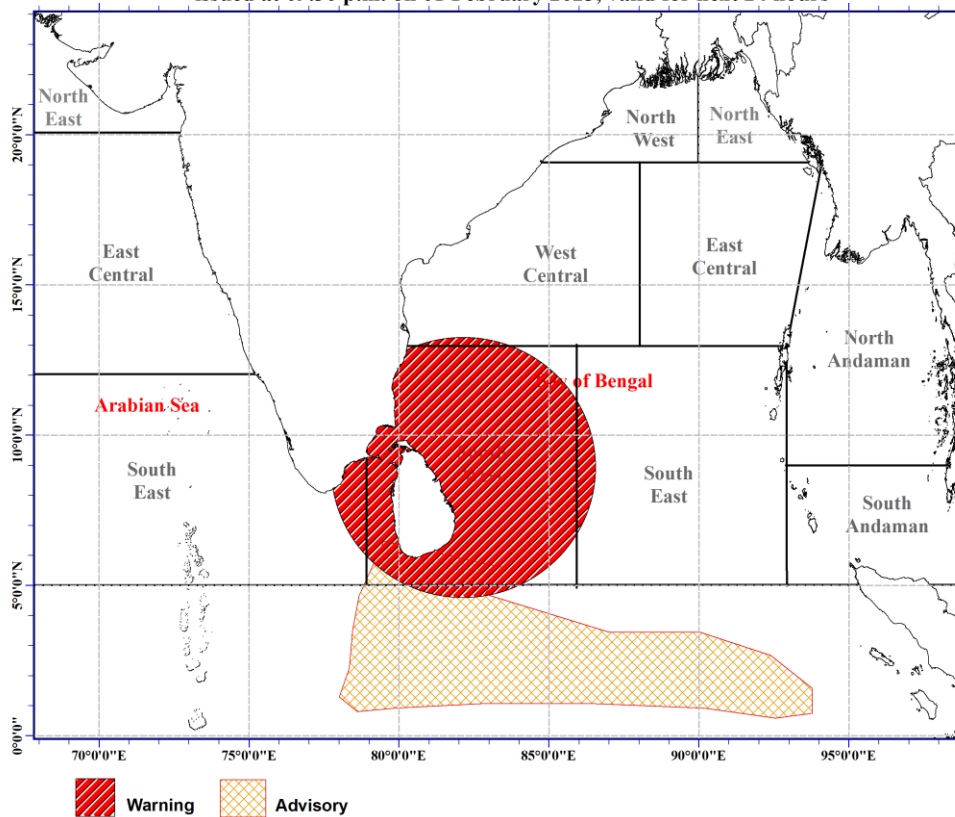 North
East
North
West
North
East
East
Central
West
Central
East
Central
North
Andaman
of Bengal
Arabian Sea
South
East
South
East
South
Andaman
20°0'0"N
15°0'0"N
10°0'0"N
5°0'0"N
0°0'0"
70°0'0"E
75°0'0"E
80°0'0"E
85°0'0"E
90°0'0"E
95°0'0"E
Warning
Advisory